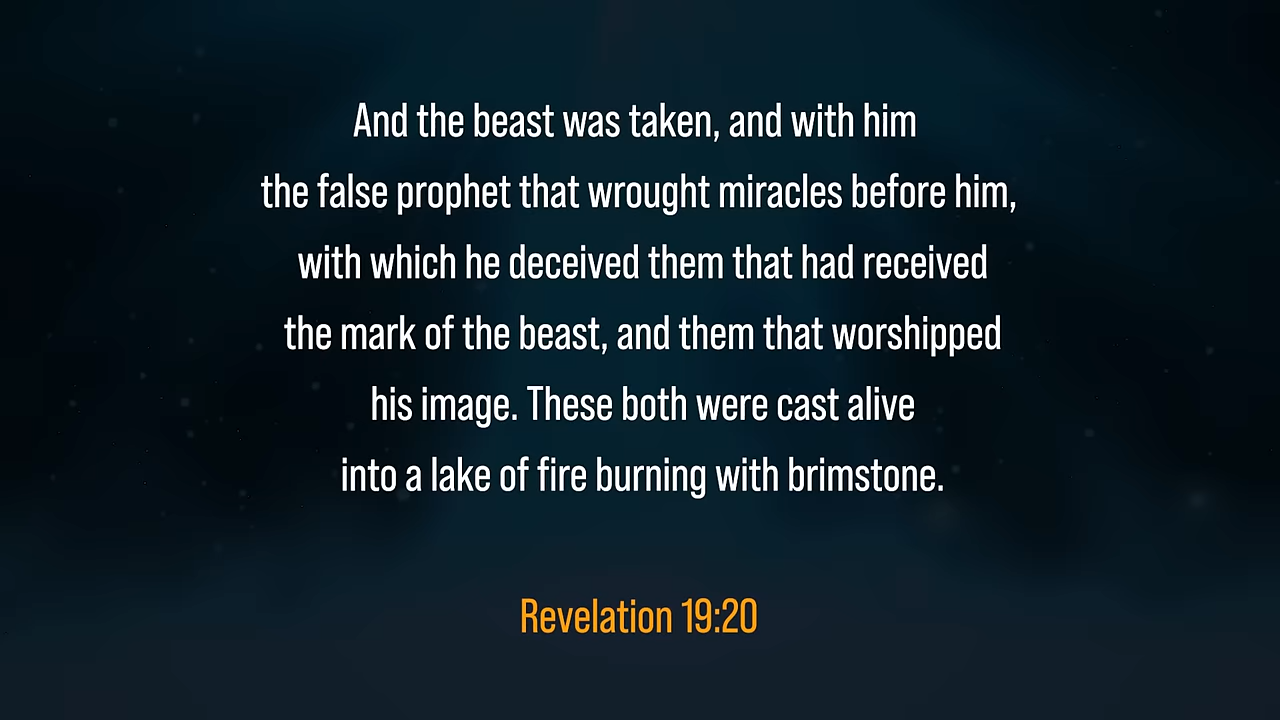 And the beast was taken, and with him
the false prophet that wrought miracles before him,
with which he deceived them that had received
the mark of the beast, and them that worshipped
his image. These both were cast alive
into a lake of fire burning with brimstone.
Revelation 19:20